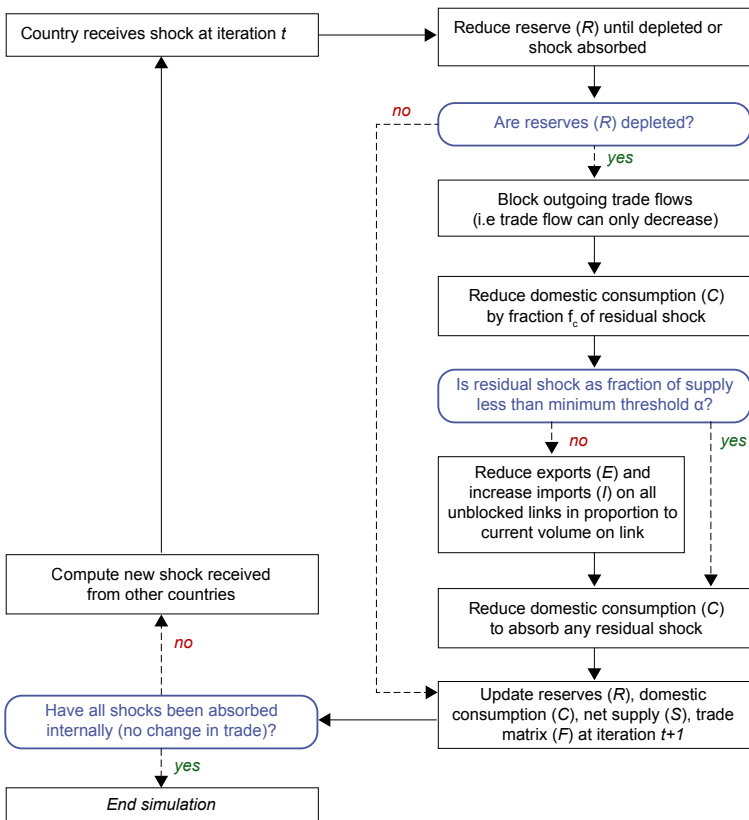 Country receives shock at iteration t
Reduce reserve (R) until depleted or
shock absorbed
no
Are reserves (R) depleted?
yes
Block outgoing trade flows
(i.e trade flow can only decrease)
Reduce domestic consumption (C)
by fraction fc of residual shock
Is residual shock as fraction of supply
less than minimum threshold α?
no
yes
Reduce exports (E) and
increase imports (I) on all
unblocked links in proportion to
current volume on link
Compute new shock received
from other countries
Reduce domestic consumption (C)
to absorb any residual shock
no
Update reserves (R), domestic
consumption (C), net supply (S), trade
matrix (F) at iteration t+1
Have all shocks been absorbed
internally (no change in trade)?
yes
End simulation